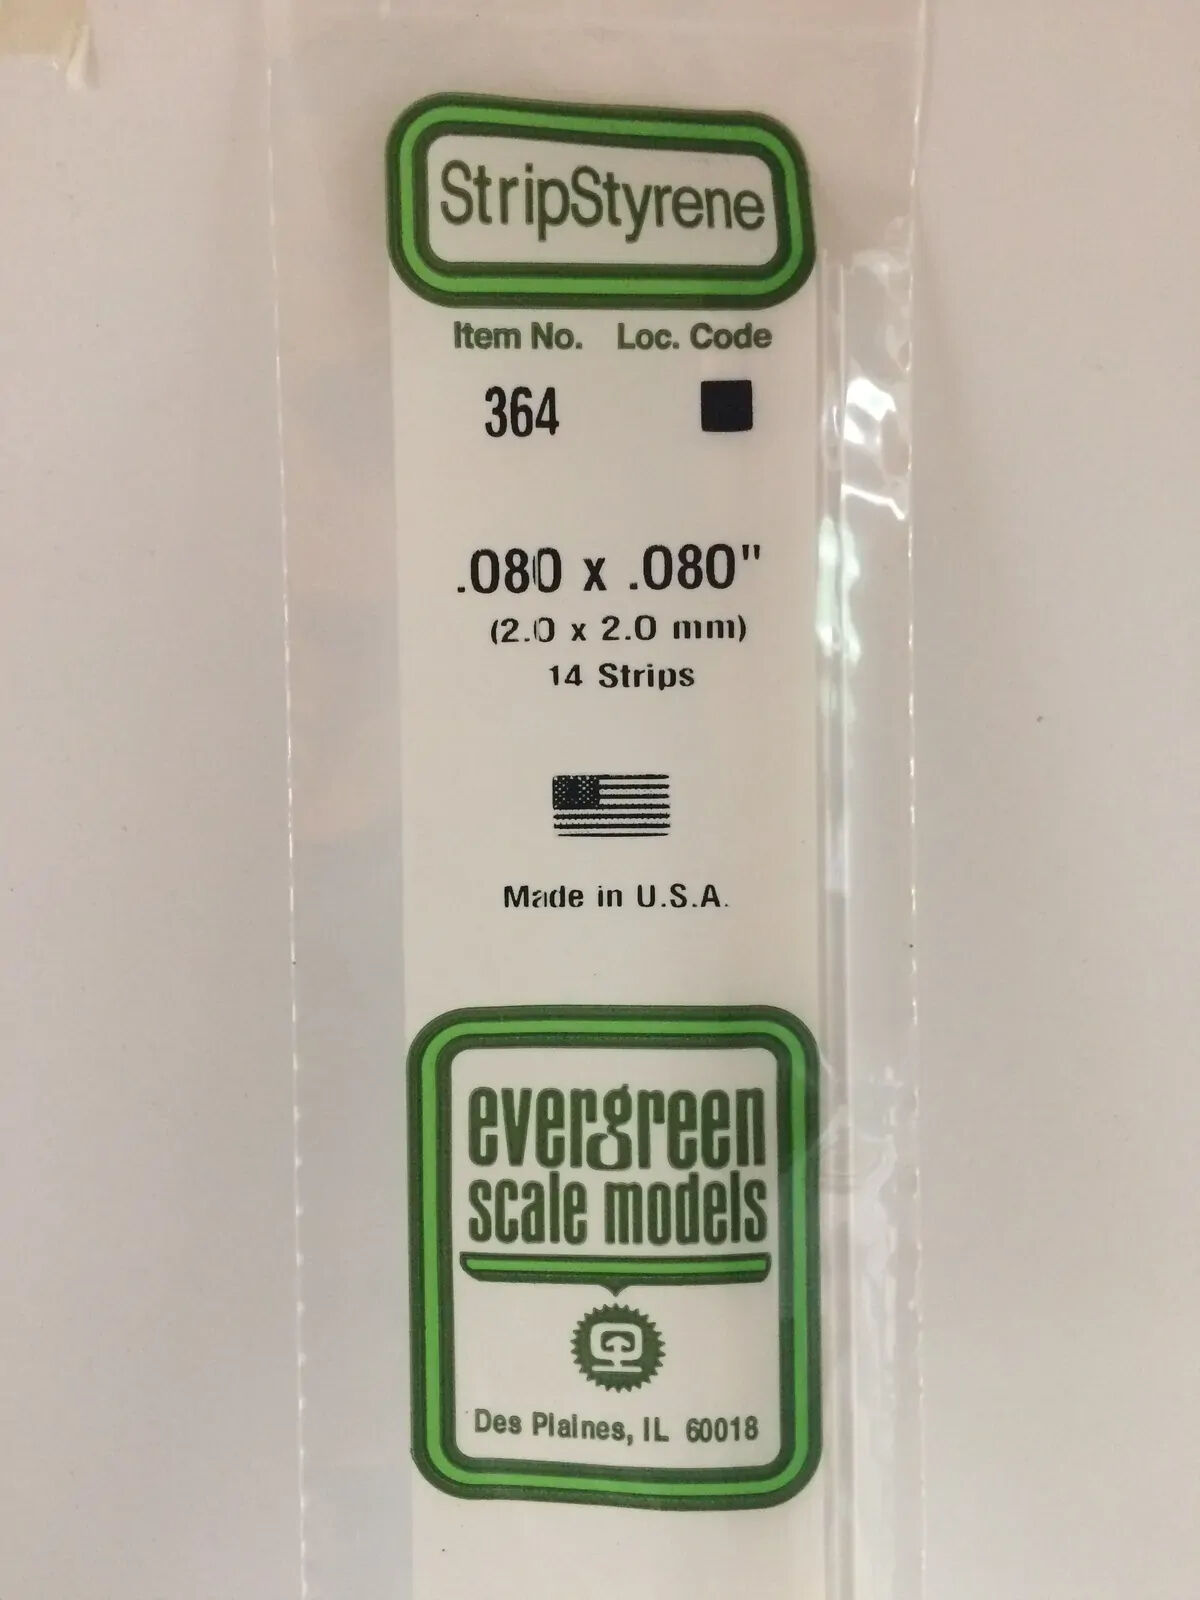 StripStyrene
Item No. Loc. Code
364
.080 x .080"
(2.0 x 2.0 mm)
14 Strips
Made in U.S.A.
evergreen
scale models
Des Plaines, IL 60018